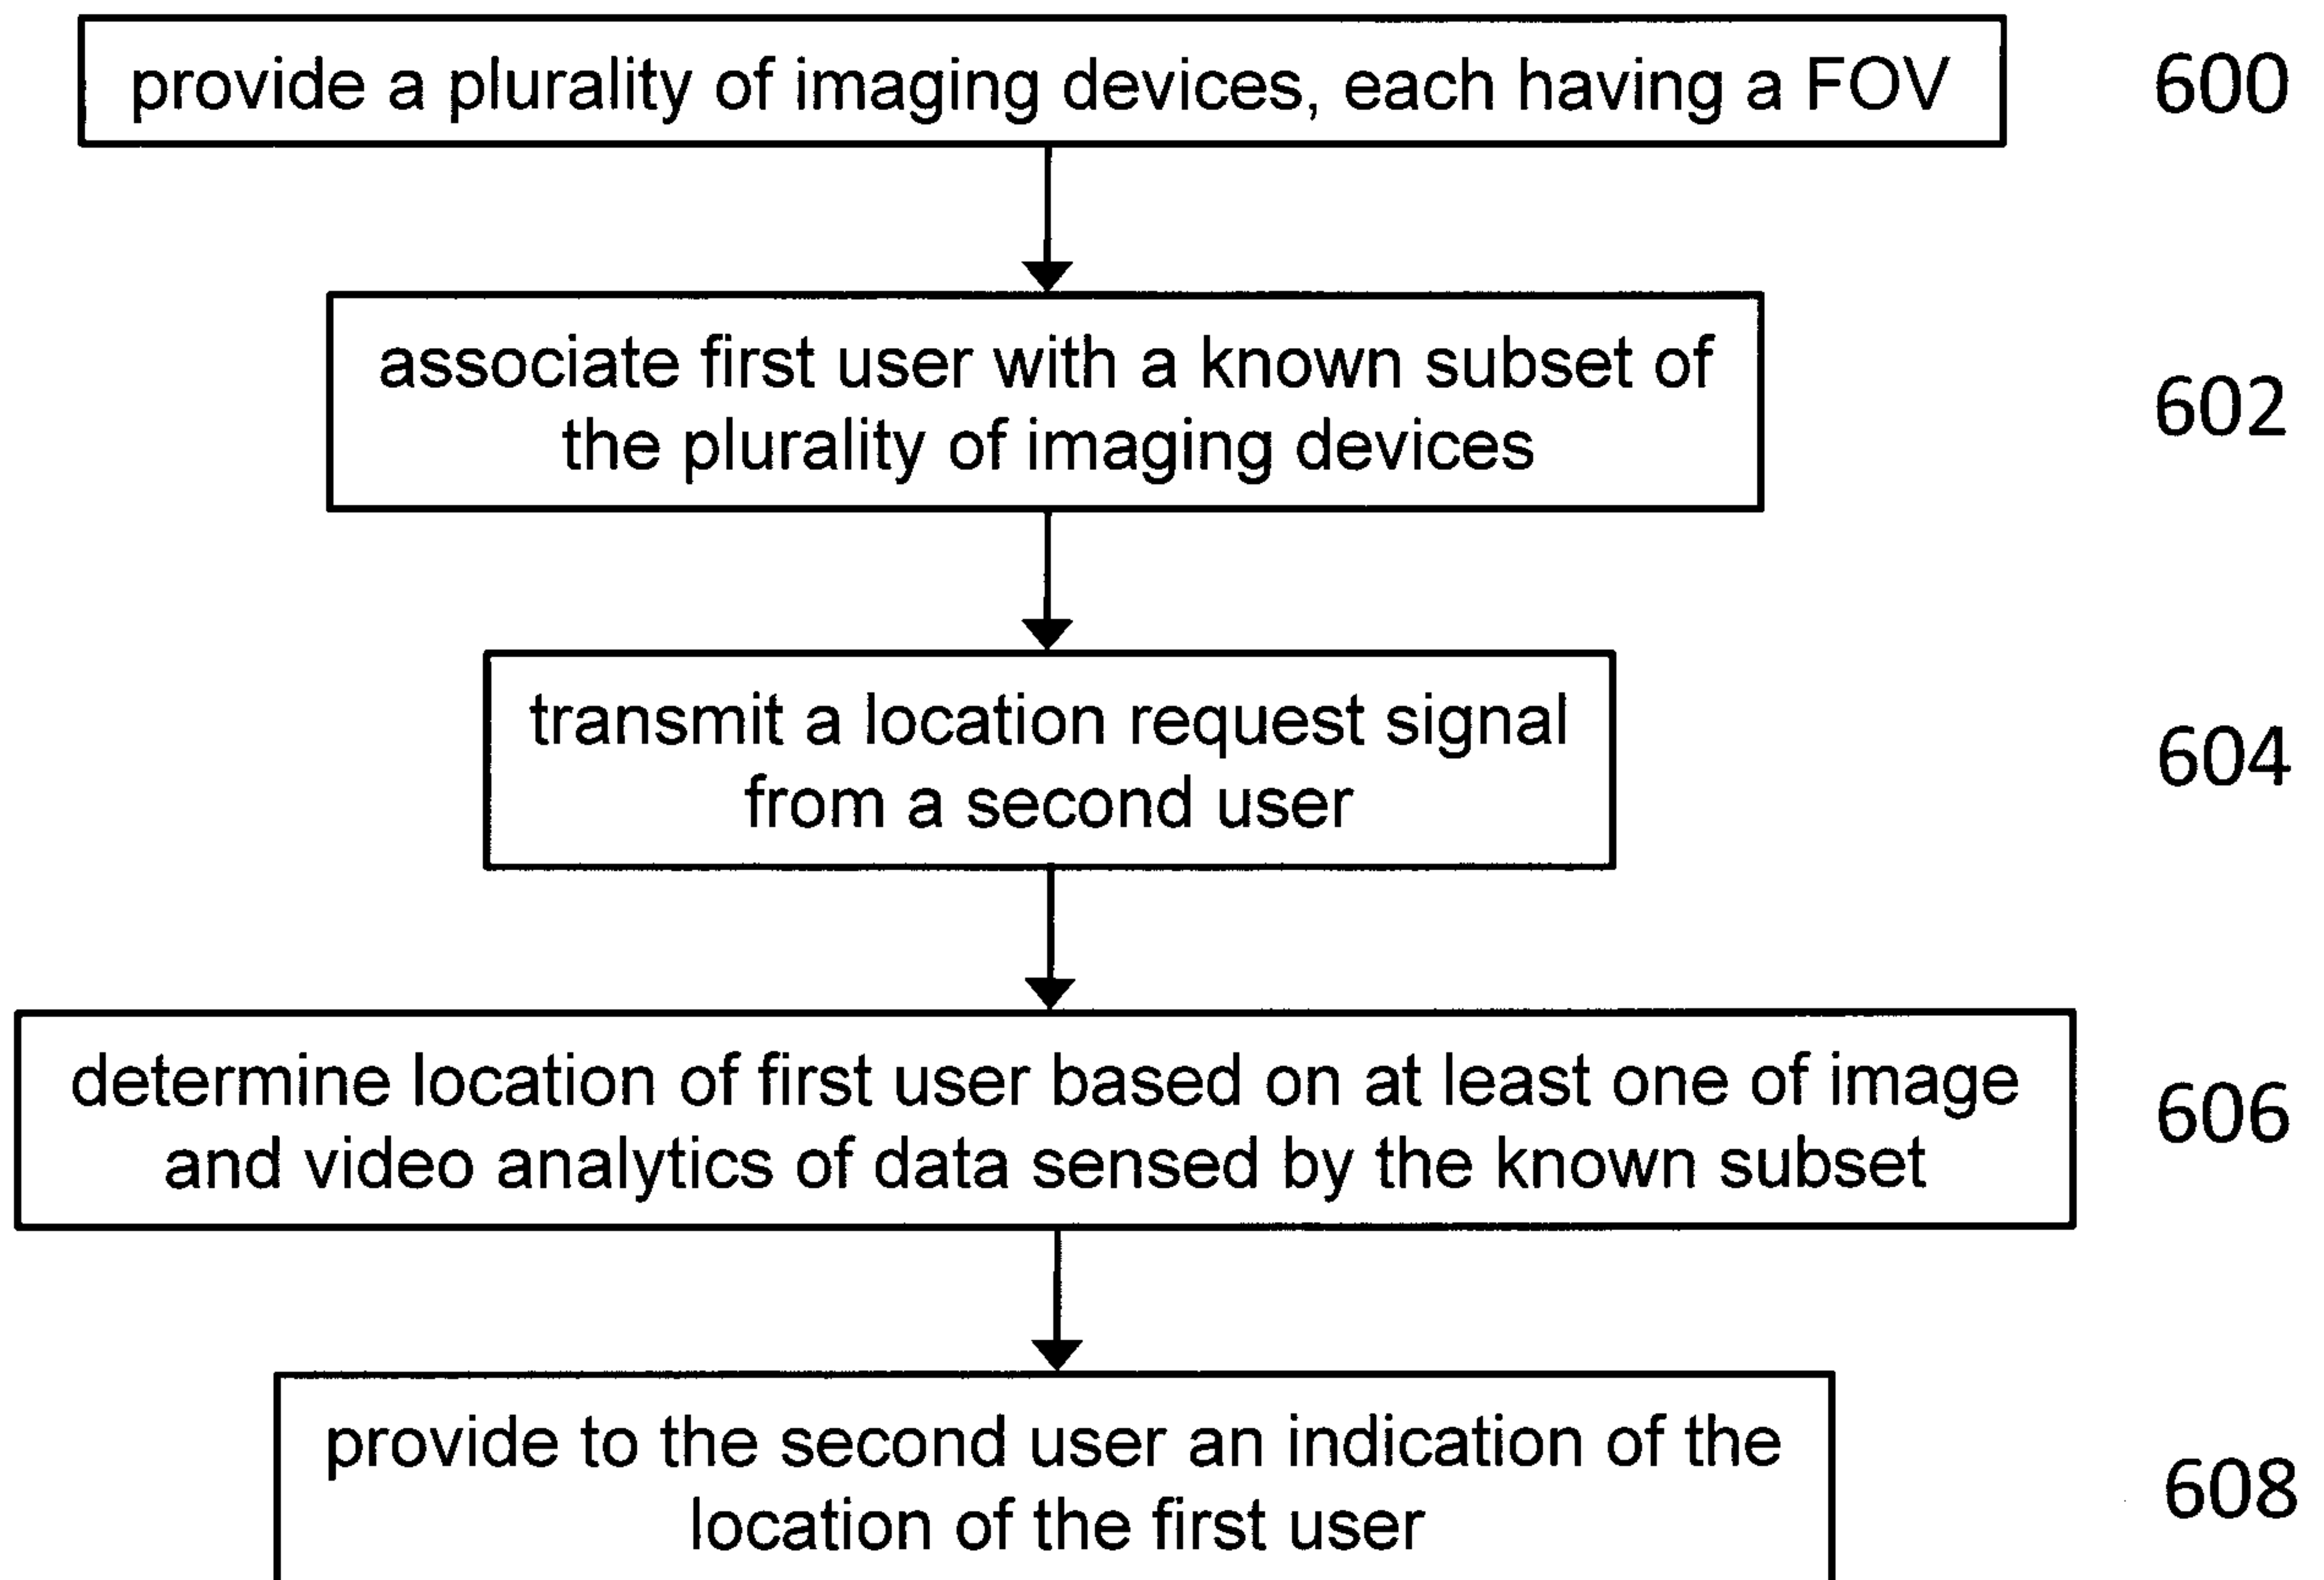 provide a plurality of imaging devices, each having a FOV 600
associate first user with a known subset of
the plurality of imaging devices
602
transmit a location request signal
from a second user
604
determine location of first user based on at least one of image
and video analytics of data sensed by the known subset
606
provide to the second user an indication of the
location of the first user
608